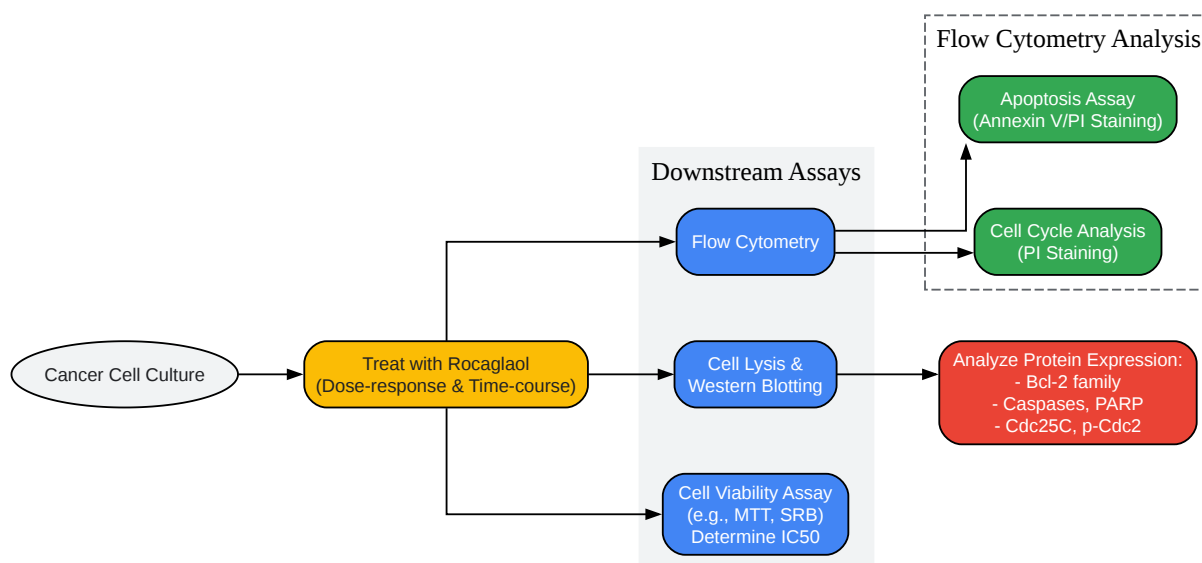 Flow Cytometry Analysis
Apoptosis Assay
(Annexin V/PI Staining)
Downstream Assays
Flow Cytometry
Cell Cycle Analysis
(PI Staining)
Cancer Cell Culture
Treat with Rocaglaol
(Dose-response & Time-course)
Cell Lysis &
Western Blotting
Analyze Protein Expression:
- Bcl-2 family
- Caspases, PARP
- Cdc25C, p-Cdc2
Cell Viability Assay
(e.g., MTT, SRB)
Determine IC50